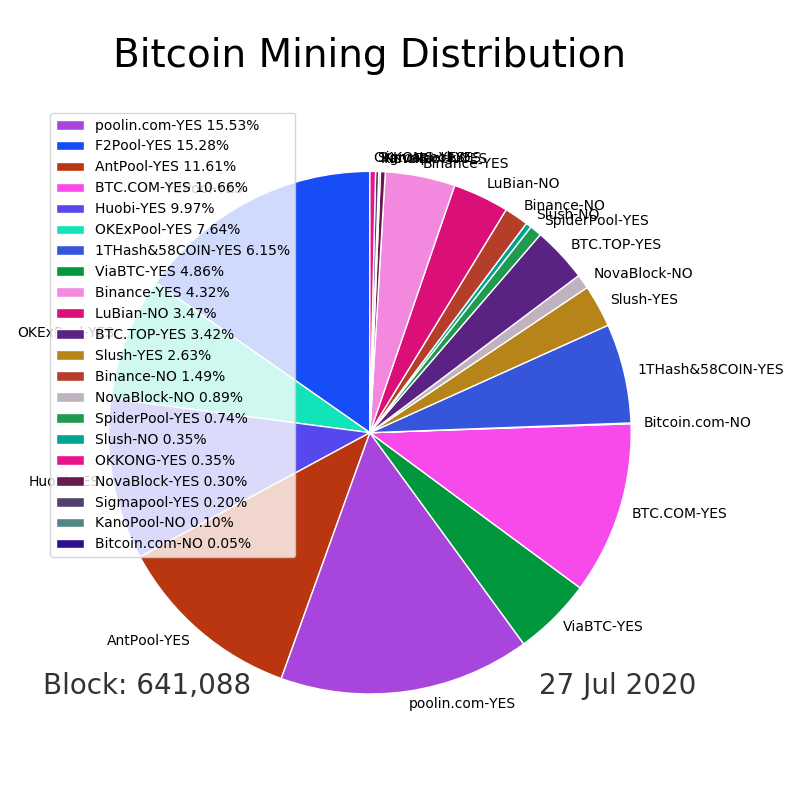 Bitcoin Mining Distribution
poolin.com-YES 15.53%
F2Pool-YES 15.28%
AntPool-YES 11.61%
BTC.COM-YES 10.66%
Huobi-YES 9.97%
OKExPool-YES 7.64%
1THash&58COIN-YES 6.15%
ViaBTC-YES 4.86%
Binance-YES 4.32%
LuBian-NO 3.47%
BTC.TOP-YES 3.42%
Slush-YES 2.63%
Binance-NO 1.49%
NovaBlock-NO 0.89%
SpiderPool-YES 0.74%
Slush-NO 0.35%
OKKONG-YES 0.35%
NovaBlock-YES 0.30%
Sigmapool-YES 0.20%
KanoPool-NO 0.10%
Bitcoin.com-NO 0.05%
Binance-YES
LuBian-NO
Binance-NO
Slush-NO
SpiderPool-YES
BTC.TOP-YES
NovaBlock-NO
Slush-YES
1THash&58COIN-YES
Bitcoin.com-NO
BTC.COM-YES
ViaBTC-YES
poolin.com-YES
AntPool-YES
Block: 641,088
27 Jul 2020